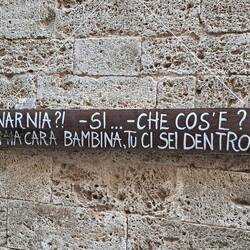 NARNIA?! -SI... -CHE COS'E'?
MIA CARA BAMBINA, TU CI SEI DENTRO